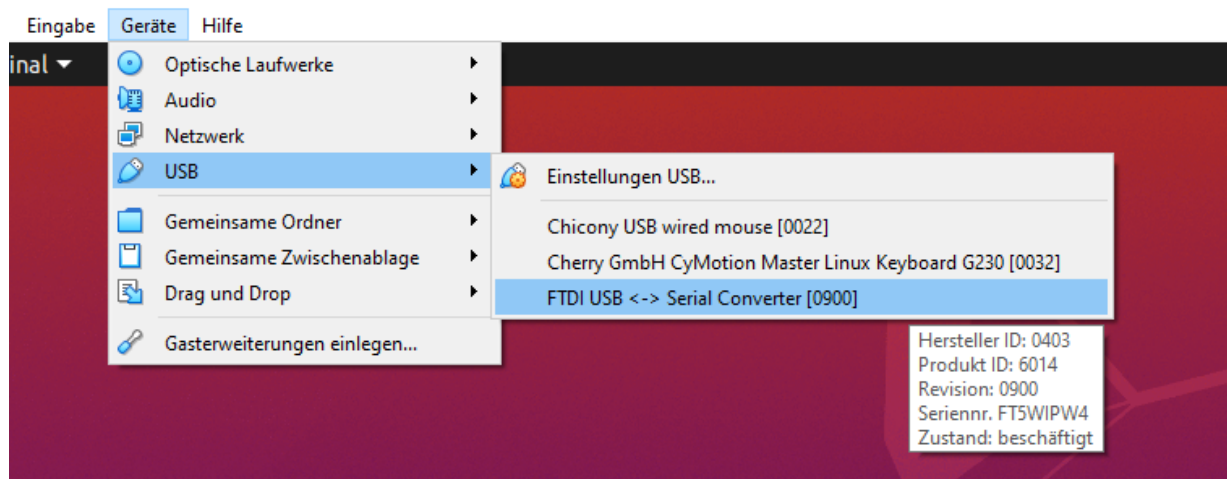 Eingabe Geräte Hilfe
inal
Optische Laufwerke
Audio
Netzwerk
USB
Gemeinsame Ordner
Gemeinsame Zwischenablage
Drag und Drop
Gasterweiterungen einlegen...
Einstellungen USB...
Chicony USB wired mouse [0022]
Cherry GmbH CyMotion Master Linux Keyboard G230 [0032]
FTDI USB <-> Serial Converter [0900]
Hersteller ID: 0403
Produkt ID: 6014
Revision: 0900
Seriennr. FT5WIPW4
Zustand: beschäftigt